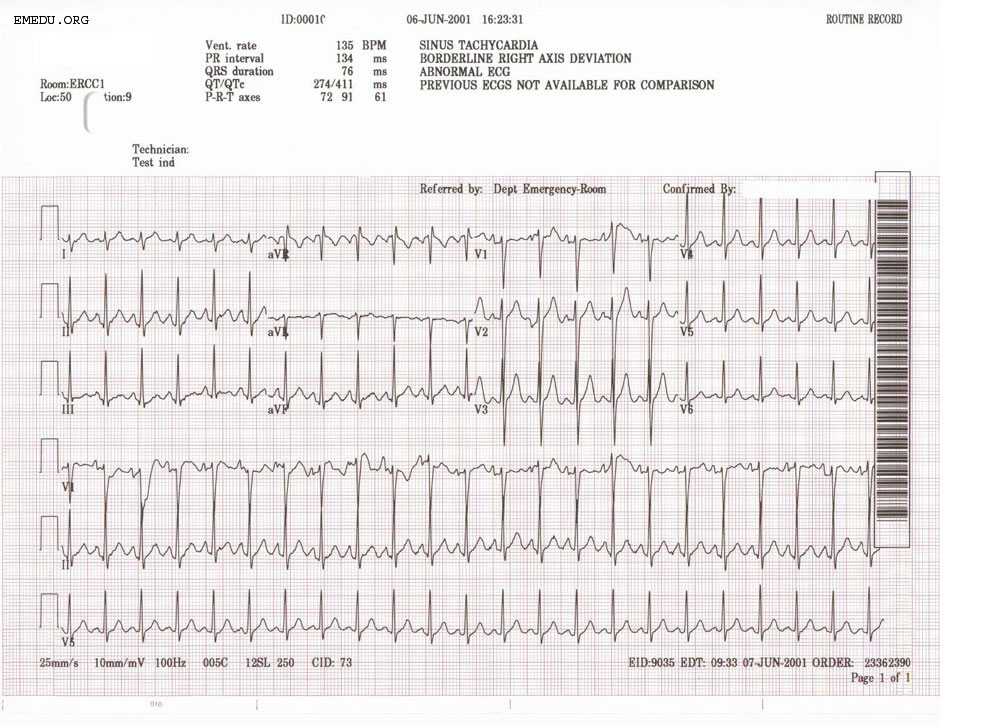 EMEDU.ORG
ID:0001
06-JUN-2001 16:23:31
ROUTINE RECORD
Vent. rate 135 BPM SINUS TACHYCARDIA
PR interval 134 ms BORDERLINE RIGHT AXIS DEVIATION
QRS duration 76 ms ABNORMAL ECG
Room:ERCC1 QT/QTc 274/411 ms PREVIOUS ECGS NOT AVAILABLE FOR COMPARISON
Loc:50 tion:9 P-R-T axes 72 91 61
Technician:
Test ind
Referred by: Dept Emergency-Room Confirmed By:
I aVR V1 V4
II aVL V2 V5
III aVF V3 V6
V1
II
V5
25mm/s 10mm/mV 100Hz 005C 12SL 250 CID: 73 EID:9035 EDT: 09:33 07-JUN-2001 ORDER: 23362390
Page 1 of 1